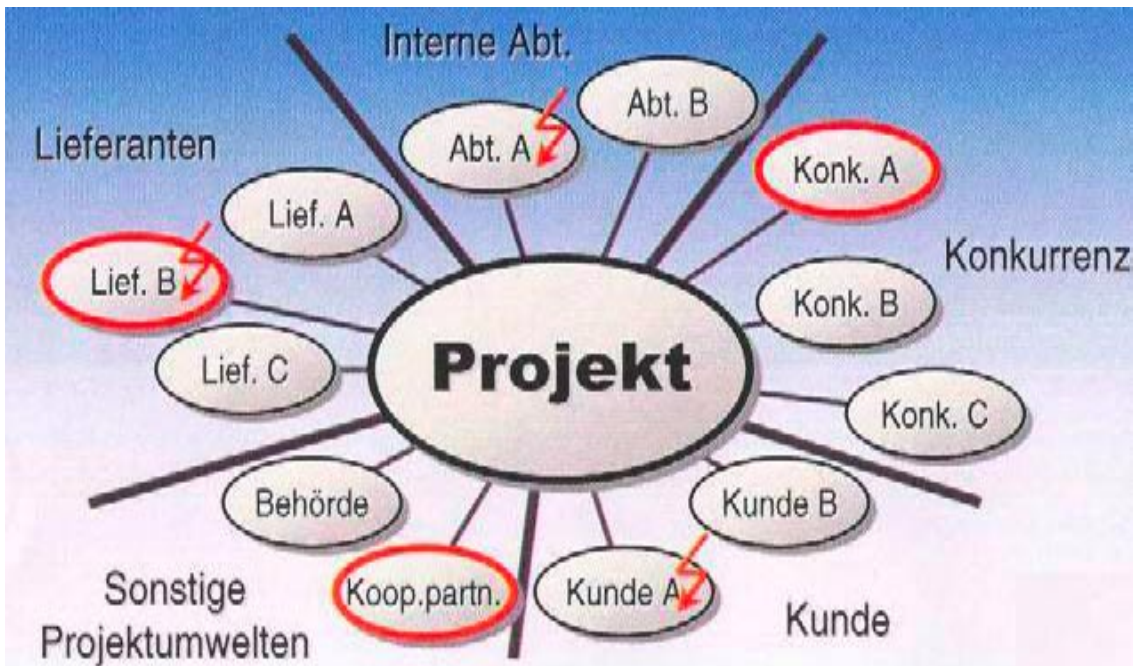 Interne Abt.
Abt. A
Abt. B
Lieferanten
Lief. A
Lief. B
Lief. C
Konk. A
Konkurrenz
Konk. B
Konk. C
Projekt
Behörde
Koop.partn.
Sonstige
Projektumwelten
Kunde B
Kunde A
Kunde